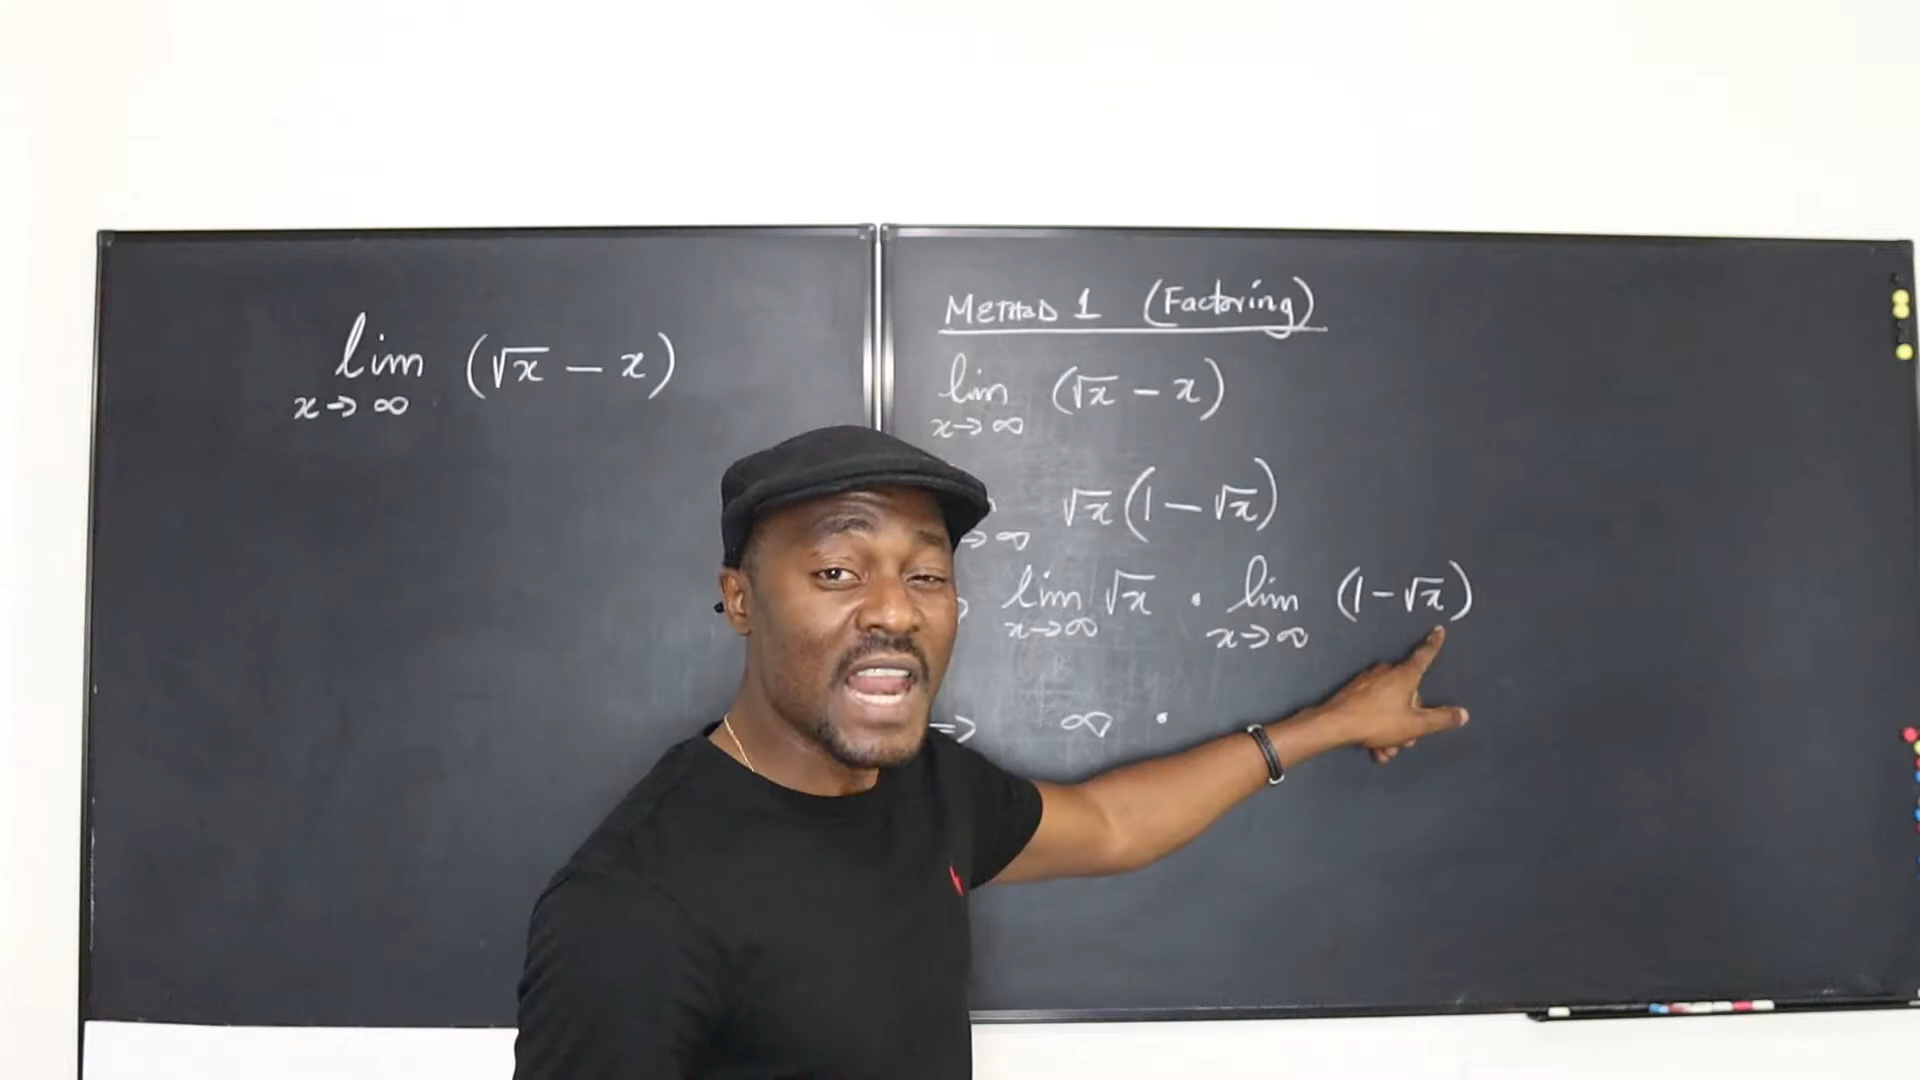 lim (√x − x)
x→∞
METHOD 1 (Factoring)
lim (√x − x)
x→∞
√x(1−√x)
→∞
lim √x · lim (1−√x)
x→∞ x→∞
=> ∞ ·